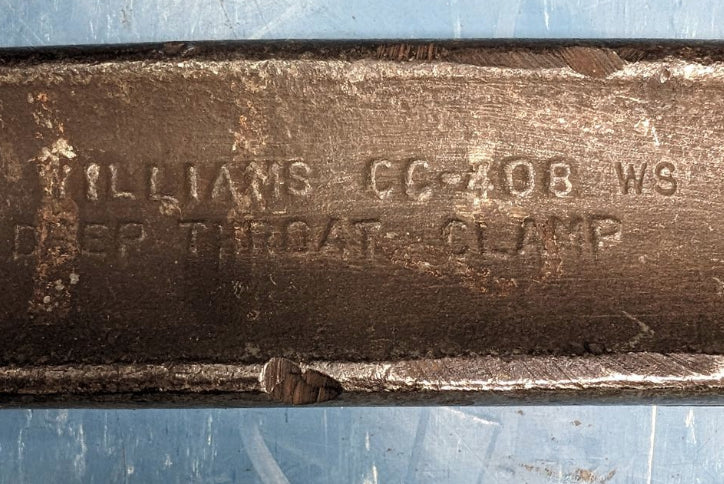 WILLIAMS CC-408 WS
DEEP THROAT CLAMP